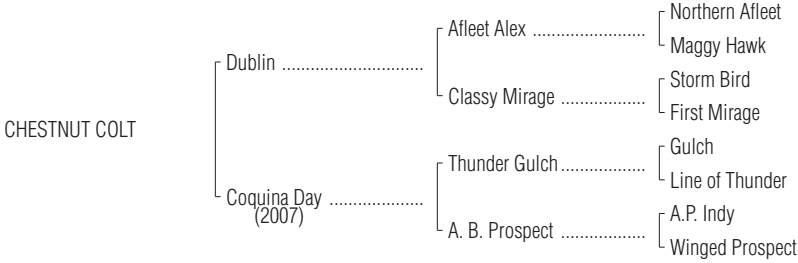 Northern Afleet
Afleet Alex ........................
Maggy Hawk
Dublin ..............................
Storm Bird
Classy Mirage ..................
First Mirage
CHESTNUT COLT
Gulch
Thunder Gulch ..................
Line of Thunder
Coquina Day ....................
(2007)
A.P. Indy
A. B. Prospect ..................
Winged Prospect